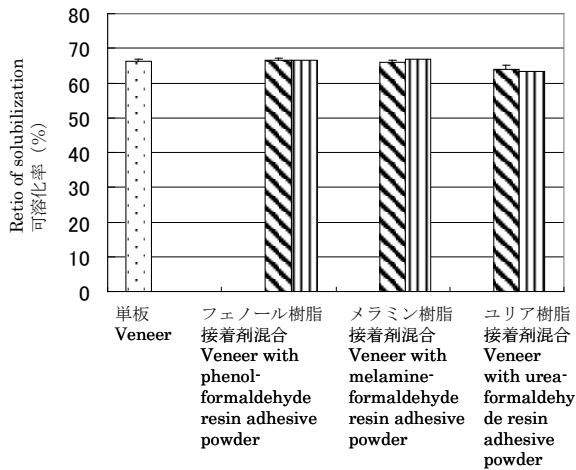 80
70
60
50
40
30
20
10
0
Retio of solubilization
可溶化率（%）
単板
Veneer
フェノール樹脂
接着剤混合
Veneer with
phenol-
formaldehyde
resin adhesive
powder
メラミン樹脂
接着剤混合
Veneer with
melamine-
formaldehyde
resin adhesive
powder
ユリア樹脂
接着剤混合
Veneer
with urea-
formaldehy
de resin
adhesive
powder